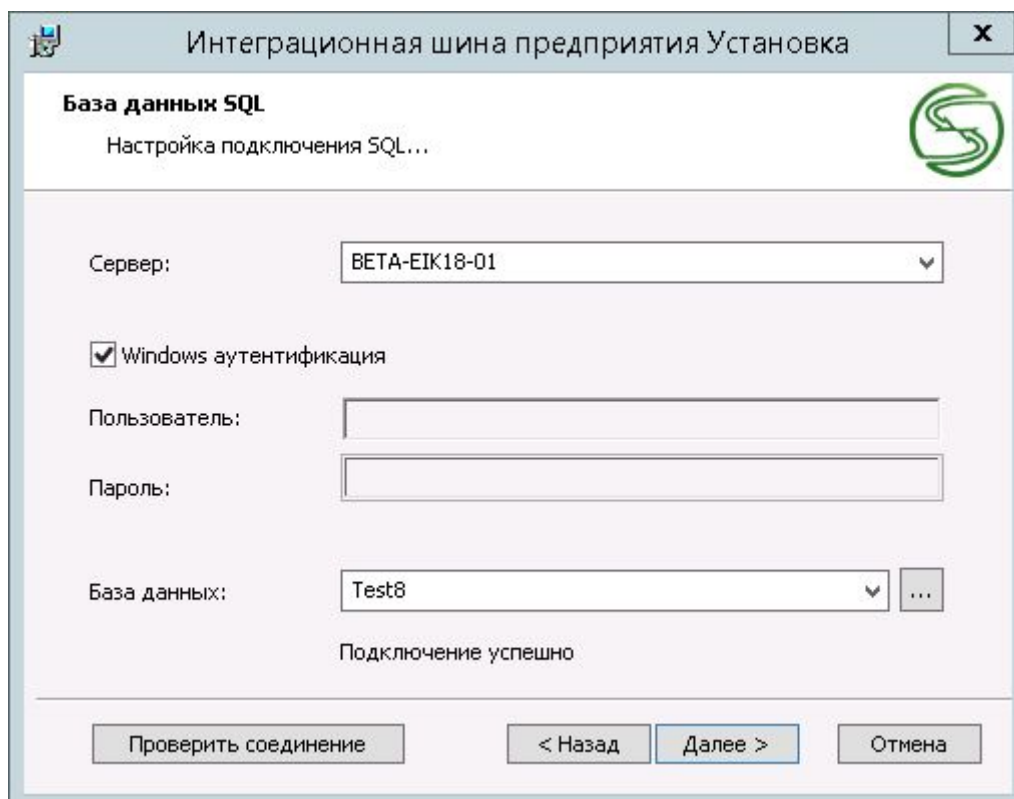 Интеграционная шина предприятия Установка
x
База данных SQL
Настройка подключения SQL...
Сервер:
BETA-EIK18-01
Windows аутентификация
Пользователь:
Пароль:
База данных:
Test8
...
Подключение успешно
Проверить соединение
< Назад
Далее >
Отмена